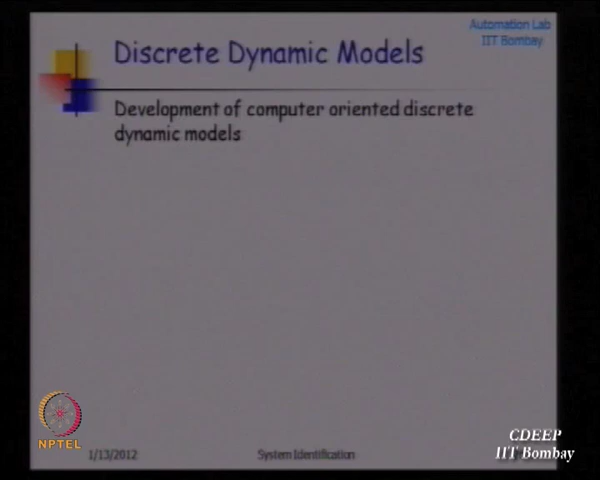 Automation Lab
IIT Bombay
Discrete Dynamic Models
Development of computer oriented discrete
dynamic models
NPTEL
1/13/2012
System Identification
CDEEP
IIT Bombay